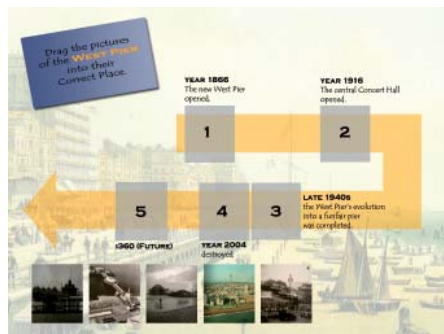 Drag the pictures
of the WEST PIER
into their
Correct Place.
YEAR 1866
The new West Pier
opened.
YEAR 1916
The central Concert Hall
opened.
1
2
LATE 1940s
the West Pier's evolution
into a funfair pier
was completed.
3
4
5
YEAR 2004
destroyed
i360 (FUTURE)